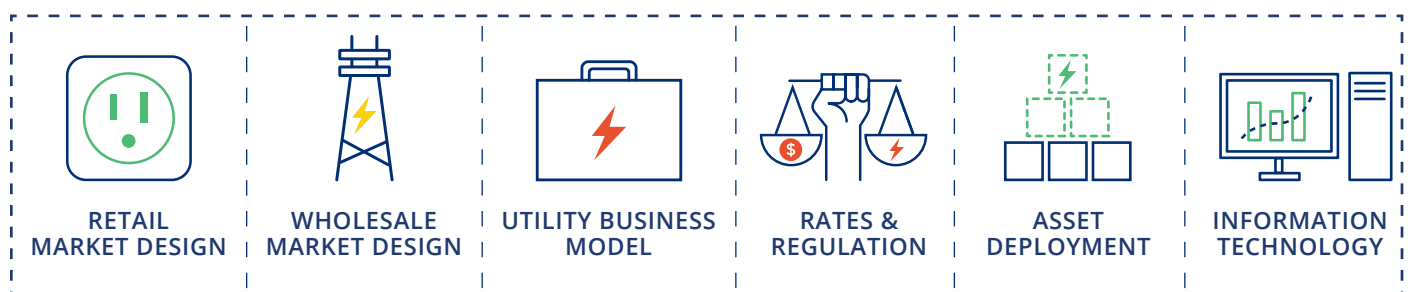 $
RETAIL
MARKET DESIGN
WHOLESALE
MARKET DESIGN
UTILITY BUSINESS
MODEL
RATES &
REGULATION
ASSET
DEPLOYMENT
INFORMATION
TECHNOLOGY